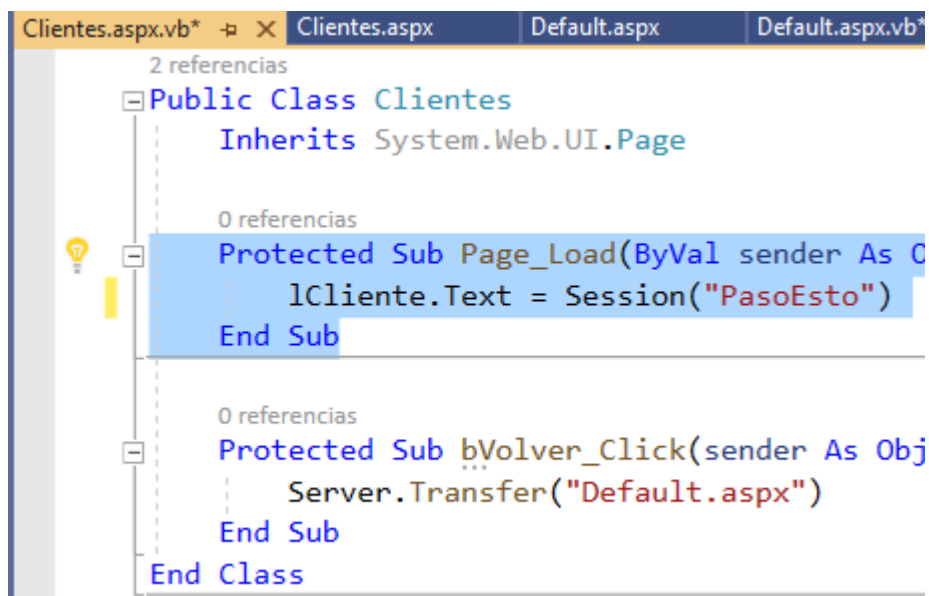 Clientes.aspx.vb* Clientes.aspx Default.aspx Default.aspx.vb*
2 referencias
Public Class Clientes
Inherits System.Web.UI.Page
0 referencias
Protected Sub Page_Load(ByVal sender As O
lCliente.Text = Session("PasoEsto")
End Sub
0 referencias
Protected Sub bVolver_Click(sender As Obj
Server.Transfer("Default.aspx")
End Sub
End Class